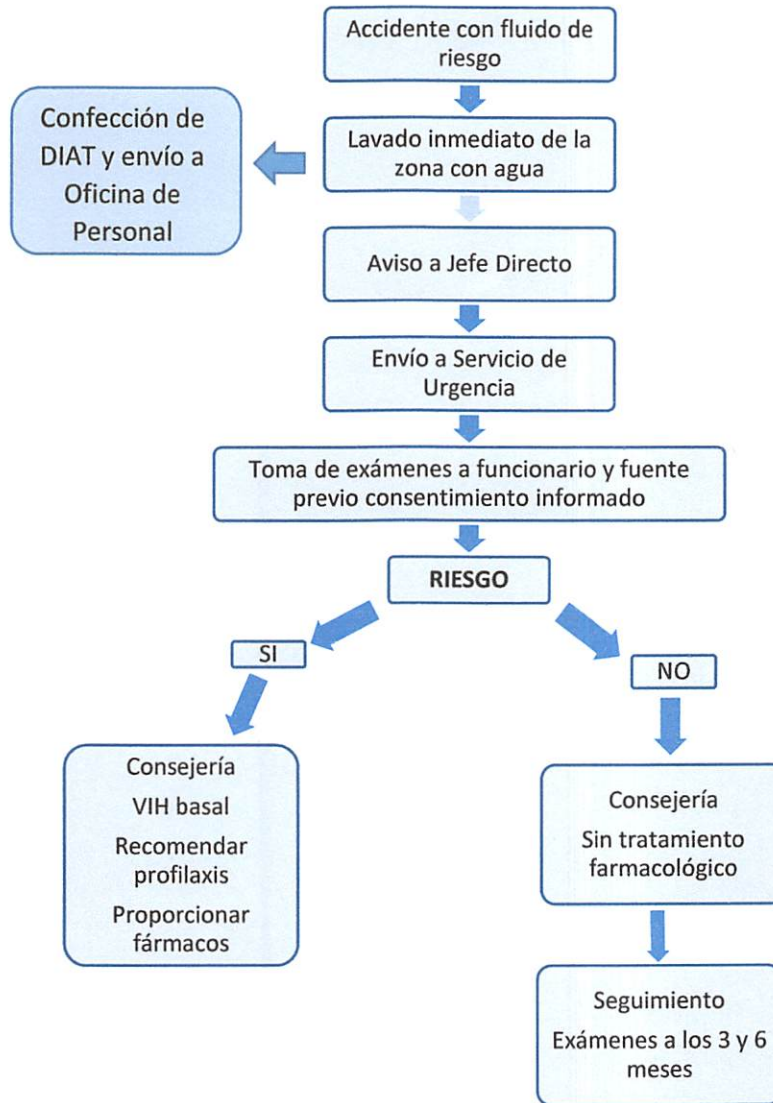 Accidente con fluido de
riesgo
Confección de
DIAT y envío a
Oficina de
Personal
Lavado inmediato de la
zona con agua
Aviso a Jefe Directo
Envío a Servicio de
Urgencia
Toma de exámenes a funcionario y fuente
previo consentimiento informado
RIESGO
SI
NO
Consejería
VIH basal
Recomendar
profilaxis
Proporcionar
fármacos
Consejería
Sin tratamiento
farmacológico
Seguimiento
Exámenes a los 3 y 6
meses